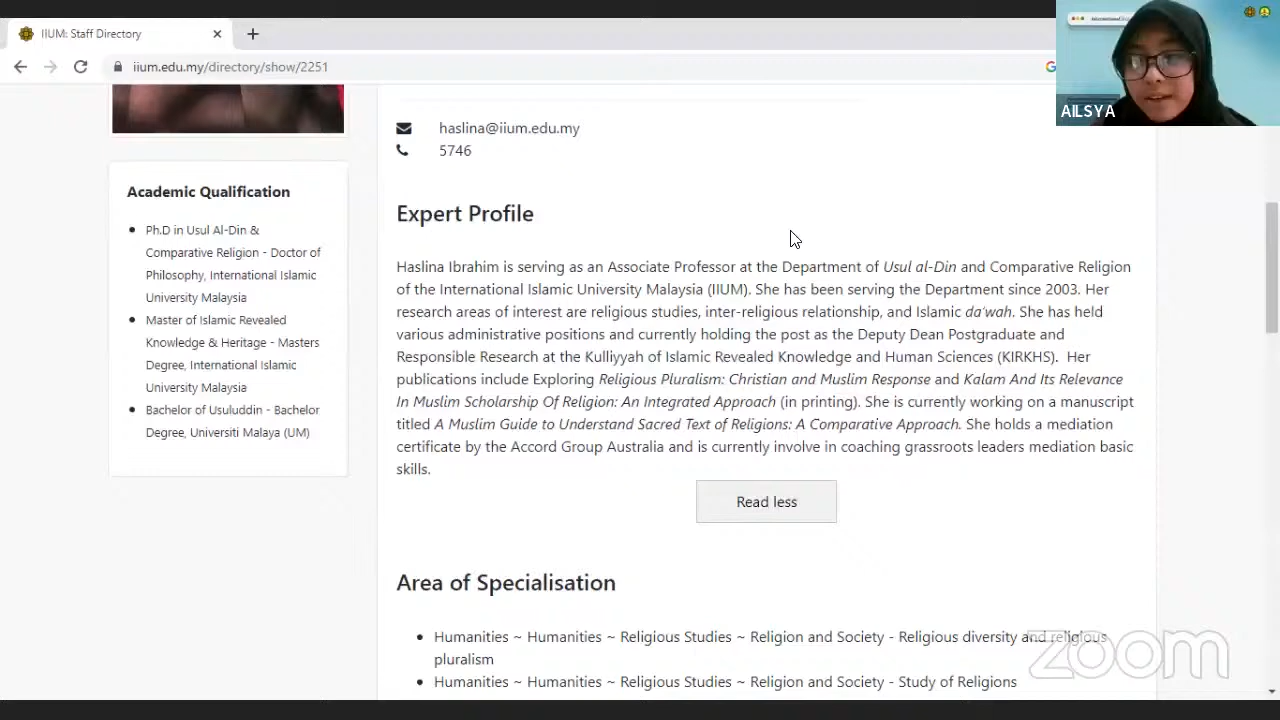 IIUM: Staff Directory
iium.edu.my/directory/show/2251
AILSYA
haslina@iium.edu.my
5746
Academic Qualification
Ph.D in Usul Al-Din &
Comparative Religion - Doctor of
Philosophy, International Islamic
University Malaysia
Master of Islamic Revealed
Knowledge & Heritage - Masters
Degree, International Islamic
University Malaysia
Bachelor of Usuluddin - Bachelor
Degree, Universiti Malaya (UM)
Expert Profile
Haslina Ibrahim is serving as an Associate Professor at the Department of Usul al-Din and Comparative Religion
of the International Islamic University Malaysia (IIUM). She has been serving the Department since 2003. Her
research areas of interest are religious studies, inter-religious relationship, and Islamic da'wah. She has held
various administrative positions and currently holding the post as the Deputy Dean Postgraduate and
Responsible Research at the Kulliyyah of Islamic Revealed Knowledge and Human Sciences (KIRKHS). Her
publications include Exploring Religious Pluralism: Christian and Muslim Response and Kalam And Its Relevance
In Muslim Scholarship Of Religion: An Integrated Approach (in printing). She is currently working on a manuscript
titled A Muslim Guide to Understand Sacred Text of Religions: A Comparative Approach. She holds a mediation
certificate by the Accord Group Australia and is currently involve in coaching grassroots leaders mediation basic
skills.
Read less
Area of Specialisation
Humanities ~ Humanities ~ Religious Studies ~ Religion and Society - Religious diversity and religious
pluralism
Humanities ~ Humanities ~ Religious Studies ~ Religion and Society - Study of Religions
zoom